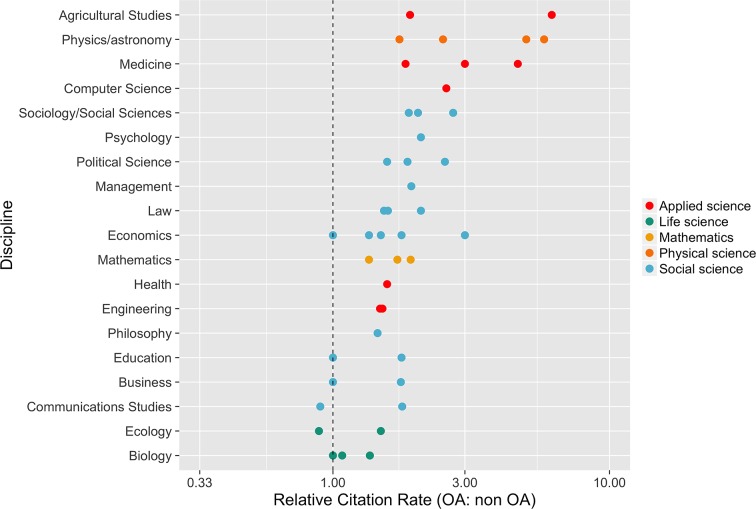 Agricultural Studies
Physics/astronomy
Medicine
Computer Science
Sociology/Social Sciences
Psychology
Political Science
Management
Law
Economics
Mathematics
Health
Engineering
Philosophy
Education
Business
Communications Studies
Ecology
Biology
Discipline
0.33 1.00 3.00 10.00
Relative Citation Rate (OA: non OA)
Applied science
Life science
Mathematics
Physical science
Social science